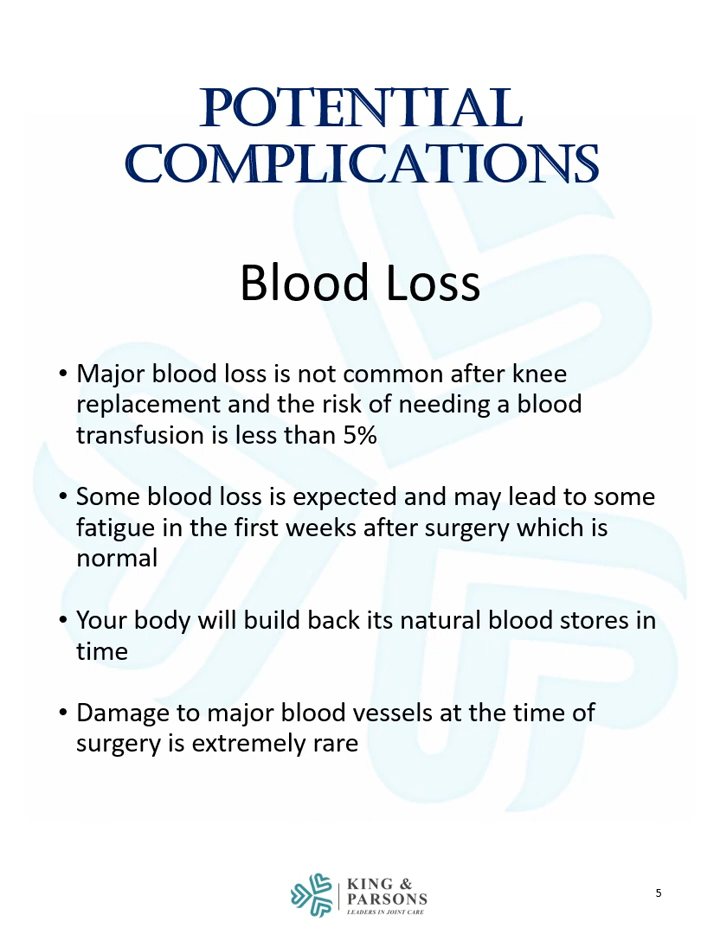 POTENTIAL
COMPLICATIONS
Blood Loss
• Major blood loss is not common after knee
replacement and the risk of needing a blood
transfusion is less than 5%
• Some blood loss is expected and may lead to some
fatigue in the first weeks after surgery which is
normal
• Your body will build back its natural blood stores in
time
• Damage to major blood vessels at the time of
surgery is extremely rare
KING &
PARSONS
LEADERS IN JOINT CARE
5